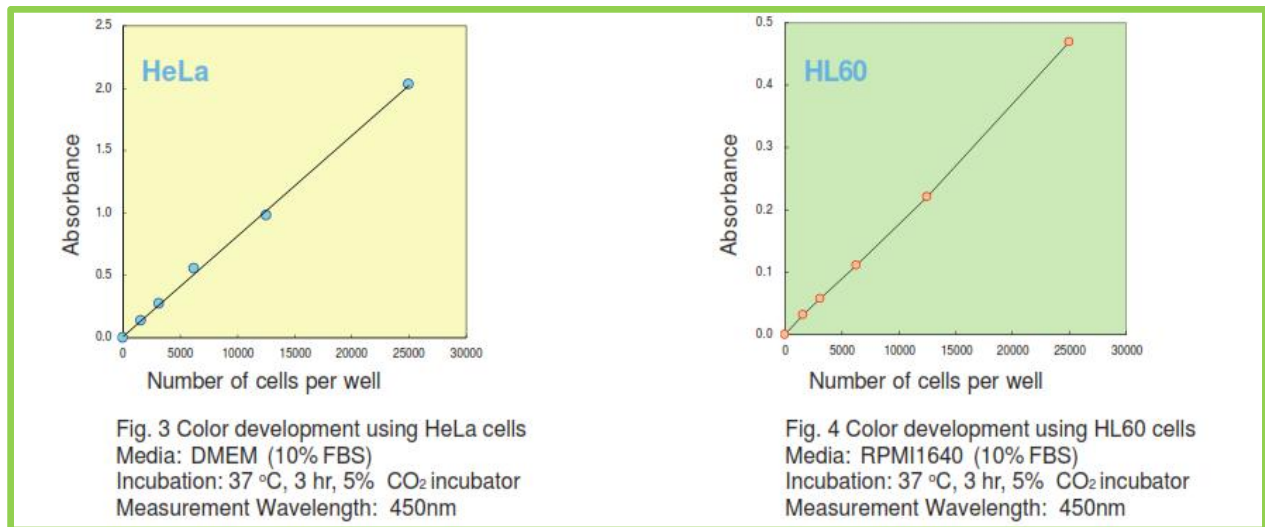 HeLa
2.5
2.0
1.5
1.0
0.5
0.0
Absorbance
0 5000 10000 15000 20000 25000 30000
Number of cells per well
Fig. 3 Color development using HeLa cells
Media: DMEM (10% FBS)
Incubation: 37 °C, 3 hr, 5% CO₂ incubator
Measurement Wavelength: 450nm
HL60
0.5
0.4
0.3
0.2
0.1
0.0
Absorbance
0 5000 10000 15000 20000 25000 30000
Number of cells per well
Fig. 4 Color development using HL60 cells
Media: RPMI1640 (10% FBS)
Incubation: 37 °C, 3 hr, 5% CO₂ incubator
Measurement Wavelength: 450nm